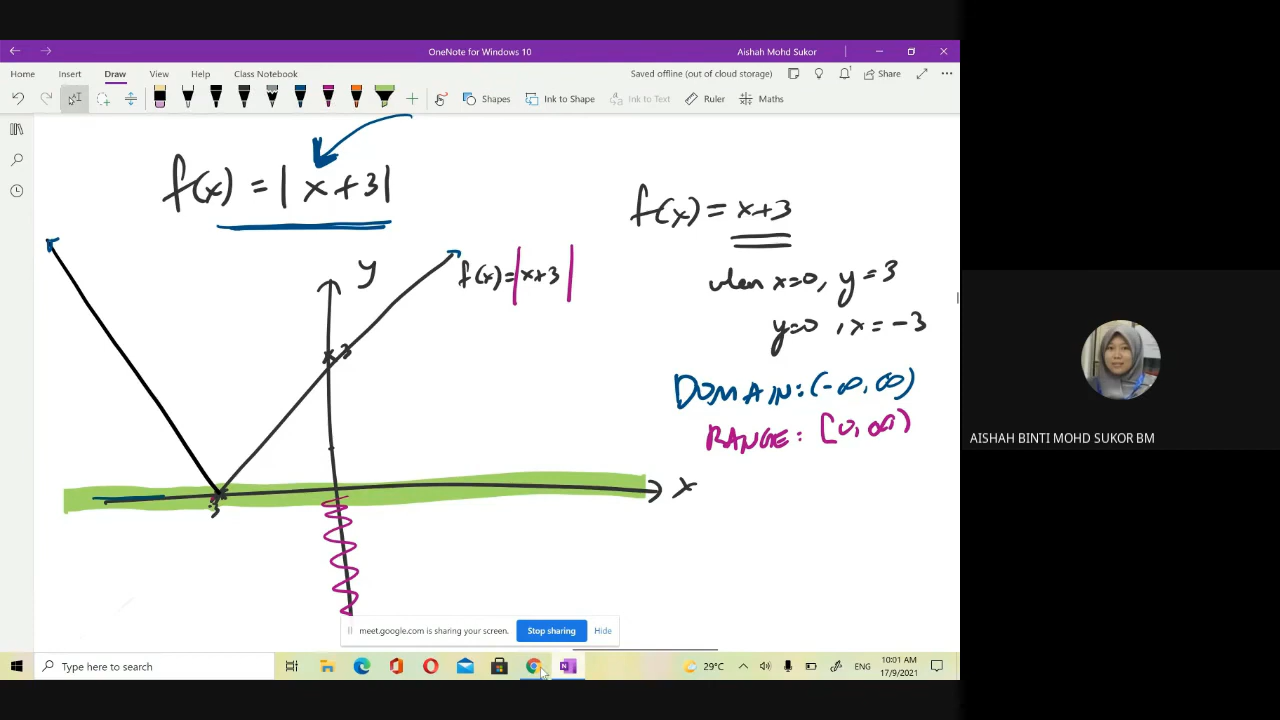 OneNote for Windows 10
Aishah Mohd Sukor
Home Insert Draw View Help Class Notebook
Saved offline (out of cloud storage)
Share
Shapes
Ink to Shape
Ink to Text
Ruler
Maths
f(x) = | x+3|
f(x) = x+3
when x=0, y = 3
y=0 , x = -3
DOMAIN: (-∞, ∞)
RANGE: [0, ∞)
y
f(x)=|x+3|
3
x
-3
AISHAH BINTI MOHD SUKOR BM
meet.google.com is sharing your screen.
Stop sharing
Hide
Type here to search
29°C
ENG
10:01 AM
17/9/2021